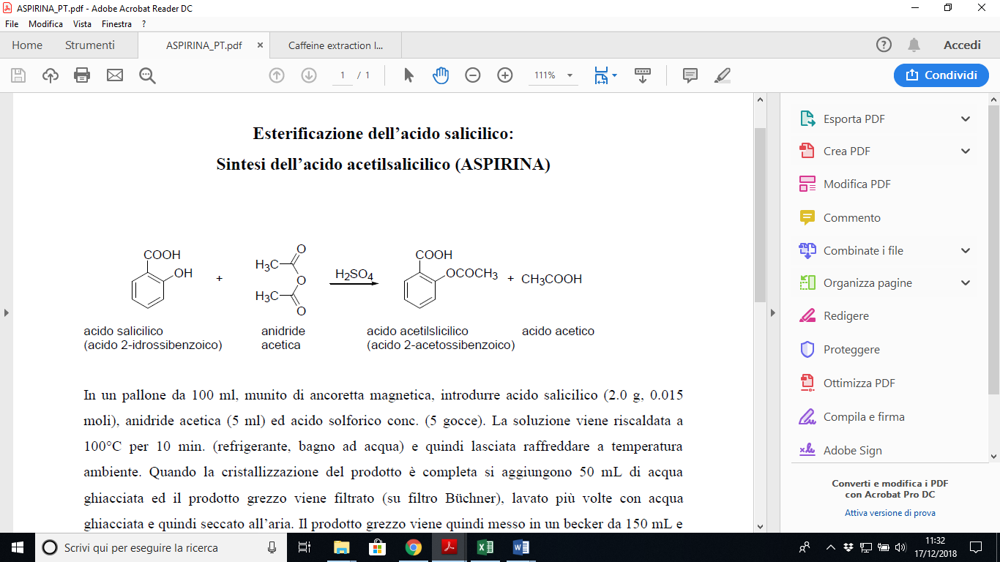 ASPIRINA_PT.pdf - Adobe Acrobat Reader DC
File Modifica Vista Finestra ?
Home Strumenti ASPIRINA_PT.pdf × Caffeine extraction I... ? Accedi
1 / 1 111% Condividi
Esterificazione dell’acido salicilico:
Sintesi dell’acido acetilsalicilico (ASPIRINA)
COOH
OH
+
H3C
O
O
H3C
O
H2SO4
COOH
OCOCH3
+ CH3COOH
acido salicilico
(acido 2-idrossibenzoico)
anidride
acetica
acido acetilslicilico
(acido 2-acetossibenzoico)
acido acetico
In un pallone da 100 ml, munito di ancoretta magnetica, introdurre acido salicilico (2.0 g, 0.015
moli), anidride acetica (5 ml) ed acido solforico conc. (5 gocce). La soluzione viene riscaldata a
100°C per 10 min. (refrigerante, bagno ad acqua) e quindi lasciata raffreddare a temperatura
ambiente. Quando la cristallizzazione del prodotto è completa si aggiungono 50 mL di acqua
ghiacciata ed il prodotto grezzo viene filtrato (su filtro Büchner), lavato più volte con acqua
ghiacciata e quindi seccato all’aria. Il prodotto grezzo viene quindi messo in un becker da 150 mL e
Esporta PDF
Crea PDF
Modifica PDF
Commento
Combinate i file
Organizza pagine
Redigere
Proteggere
Ottimizza PDF
Compila e firma
Adobe Sign
Converti e modifica i PDF
con Acrobat Pro DC
Attiva versione di prova
Scrivi qui per eseguire la ricerca
11:32
17/12/2018